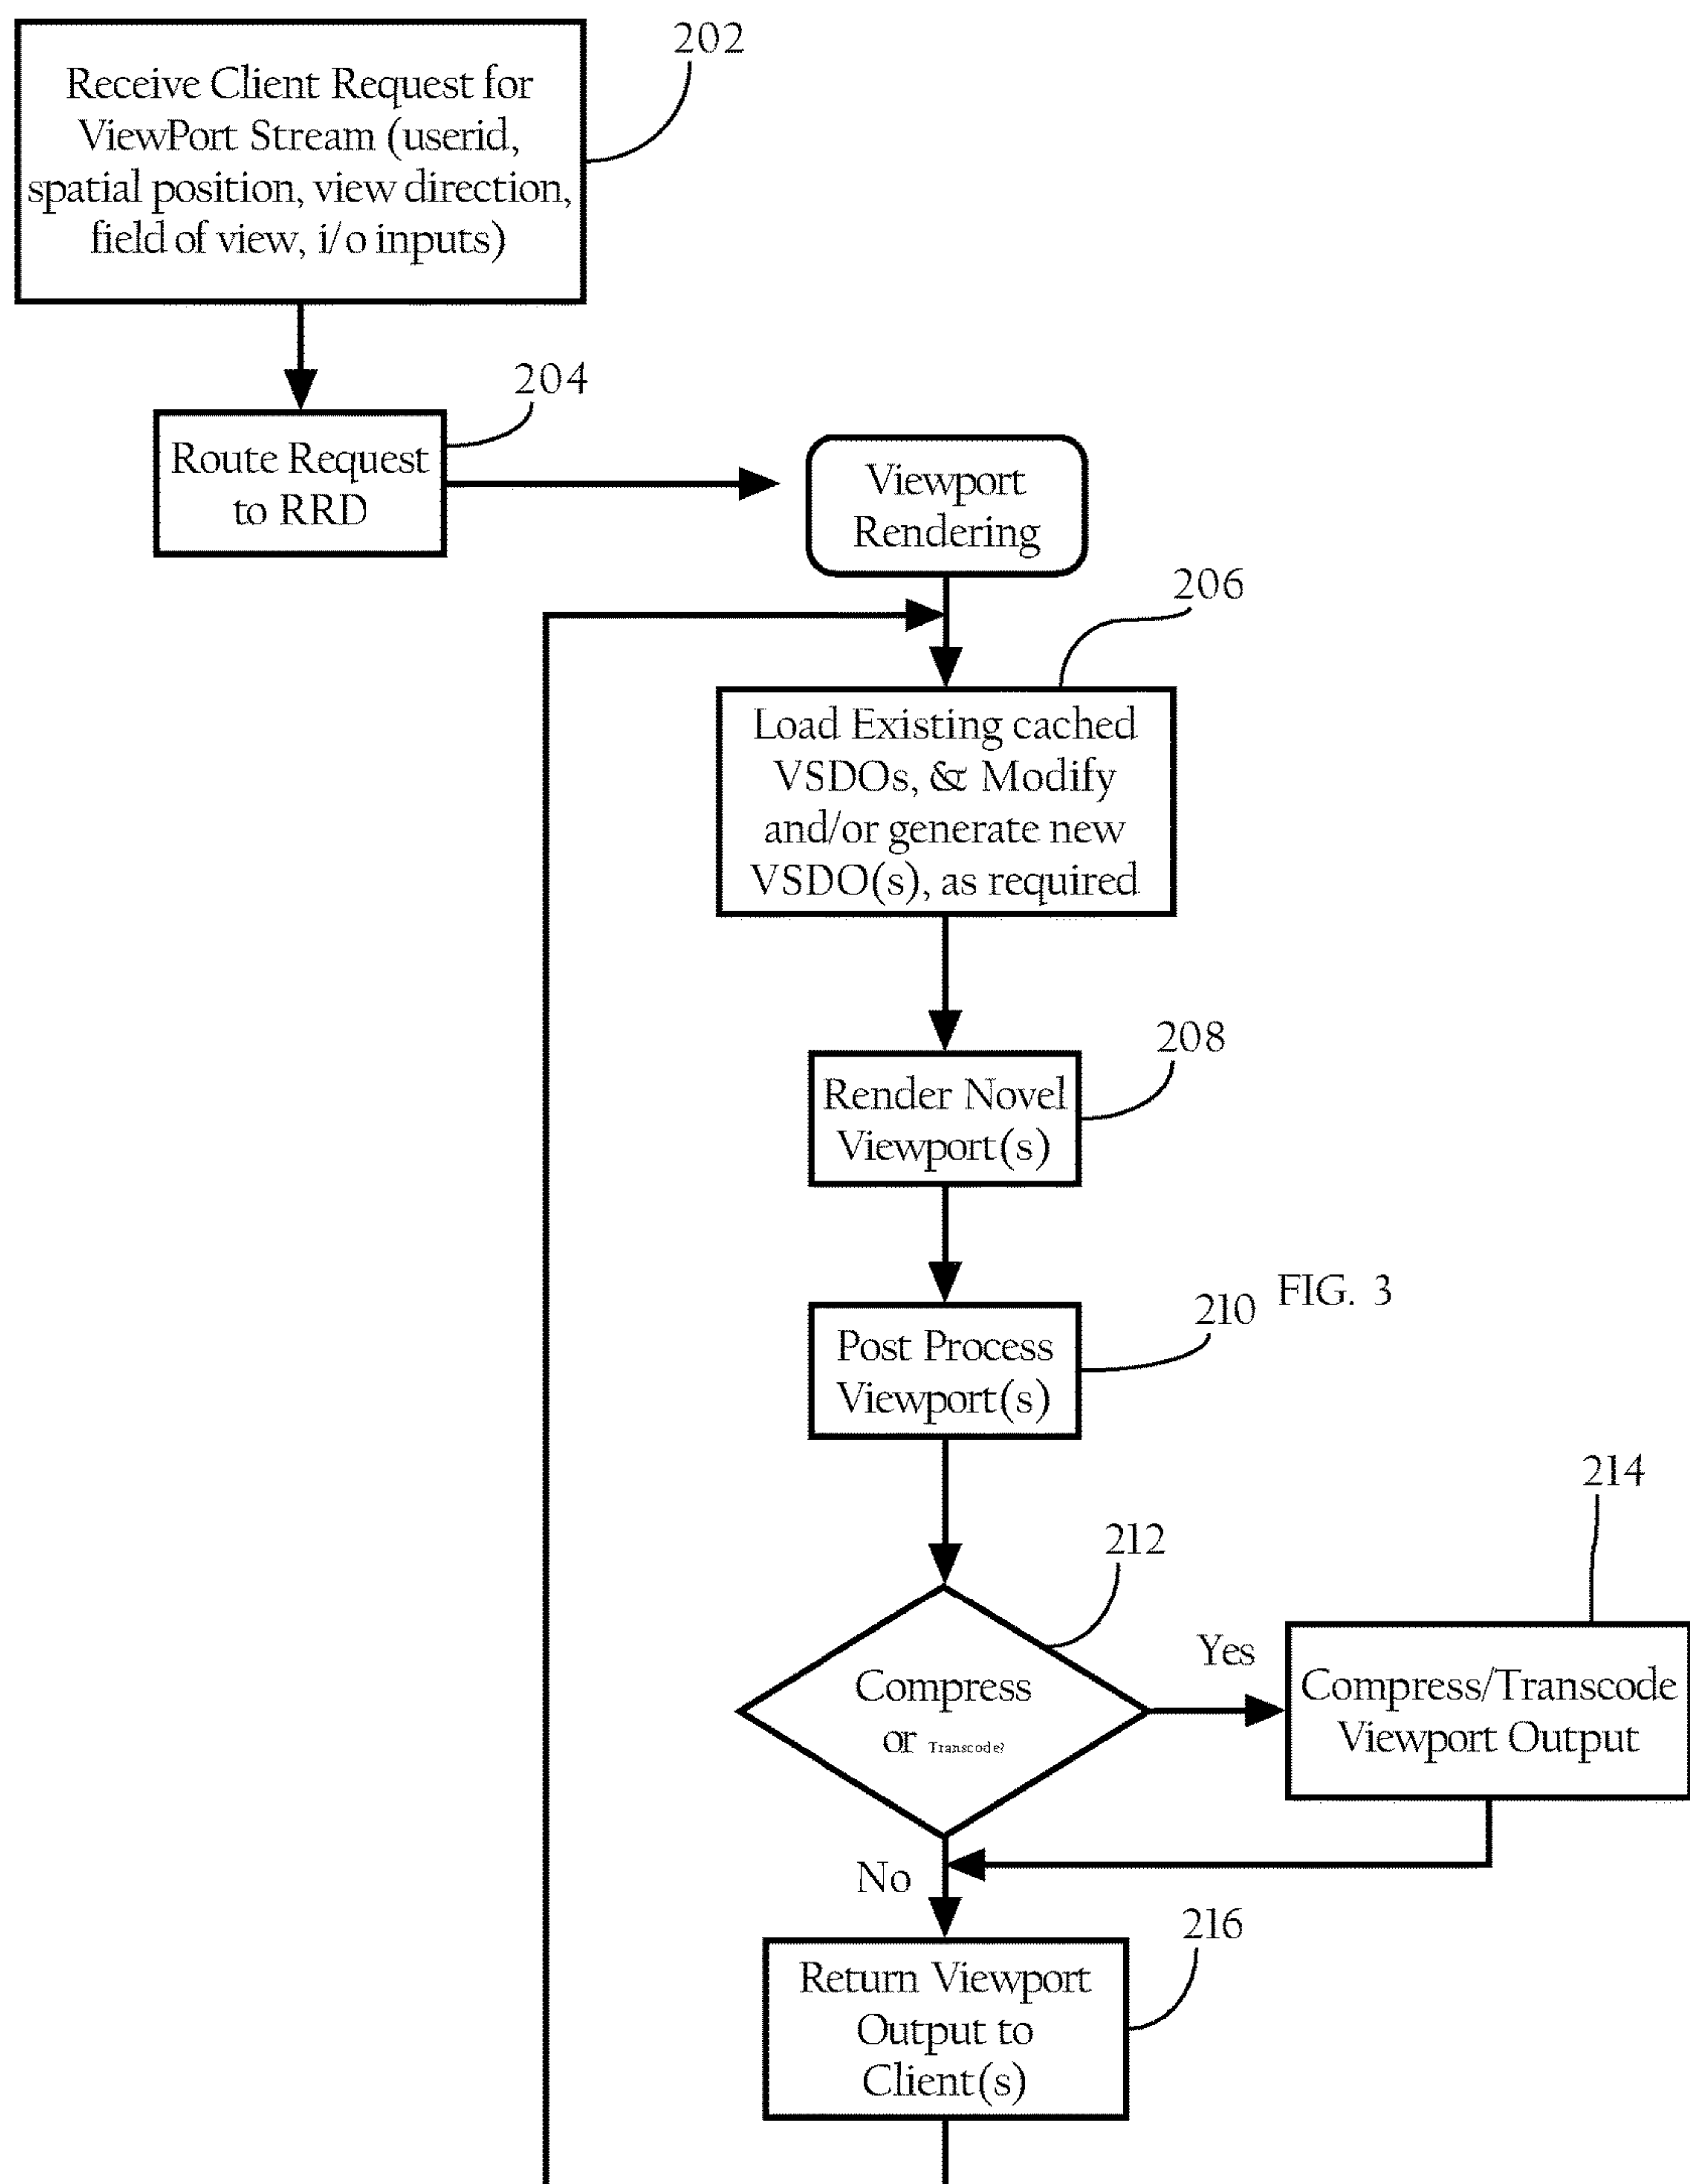 202
Receive Client Request for
ViewPort Stream (userid,
spatial position, view direction,
field of view, i/o inputs)
204
Route Request
to RRD
Viewport
Rendering
206
Load Existing cached
VSDOs, & Modify
and/or generate new
VSDO(s), as required
208
Render Novel
Viewport(s)
FIG. 3
210
Post Process
Viewport(s)
214
212
Yes
Compress
or Transcode?
Compress/Transcode
Viewport Output
No
216
Return Viewport
Output to
Client(s)